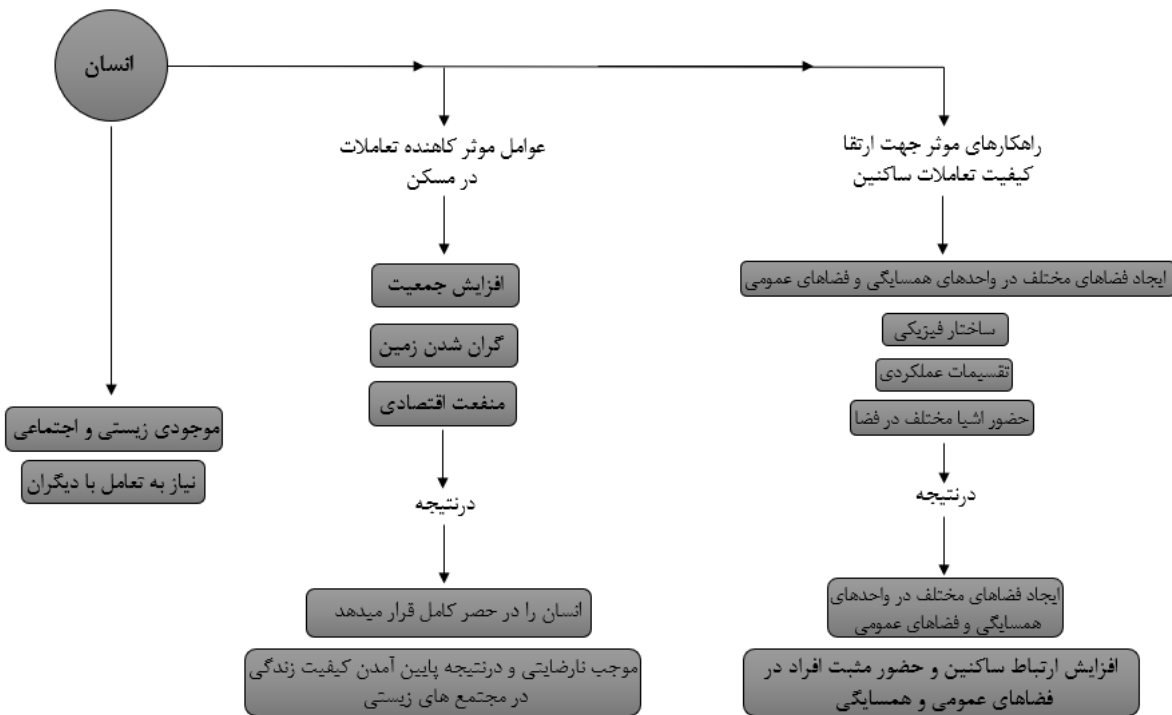 انسان
راهکارهای موثر جهت ارتقا
کیفیت تعاملات ساکنین
ایجاد فضاهای مختلف در واحدهای همسایگی و فضاهای عمومی
ساختار فیزیکی
تقسیمات عملکردی
حضور اشیا مختلف در فضا
درنتیجه
ایجاد فضاهای مختلف در واحدهای
همسایگی و فضاهای عمومی
افزایش ارتباط ساکنین و حضور مثبت افراد در
فضاهای عمومی و همسایگی
عوامل موثر کاهنده تعاملات
در مسکن
افزایش جمعیت
گران شدن زمین
منفعت اقتصادی
درنتیجه
انسان را در حصر کامل قرار میدهد
موجب نارضایتی و درنتیجه پایین آمدن کیفیت زندگی
در مجتمع های زیستی
موجودی زیستی و اجتماعی
نیاز به تعامل با دیگران